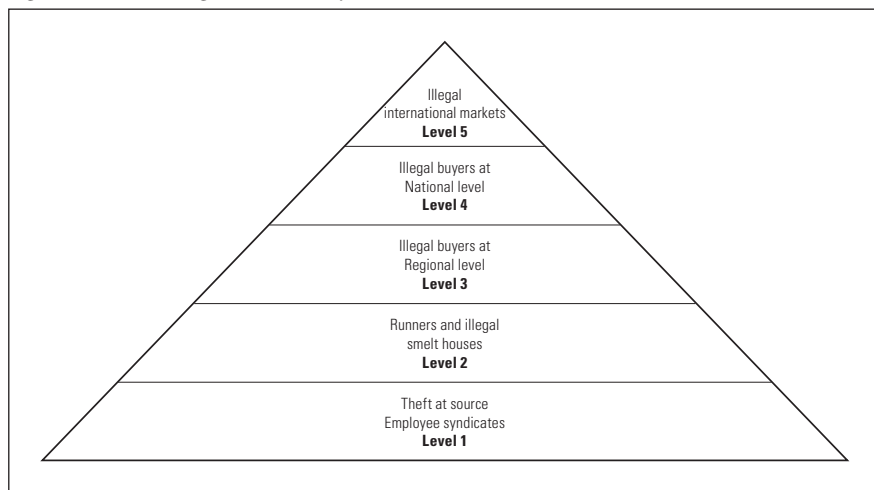 Illegal
international markets
Level 5
Illegal buyers at
National level
Level 4
Illegal buyers at
Regional level
Level 3
Runners and illegal
smelt houses
Level 2
Theft at source
Employee syndicates
Level 1